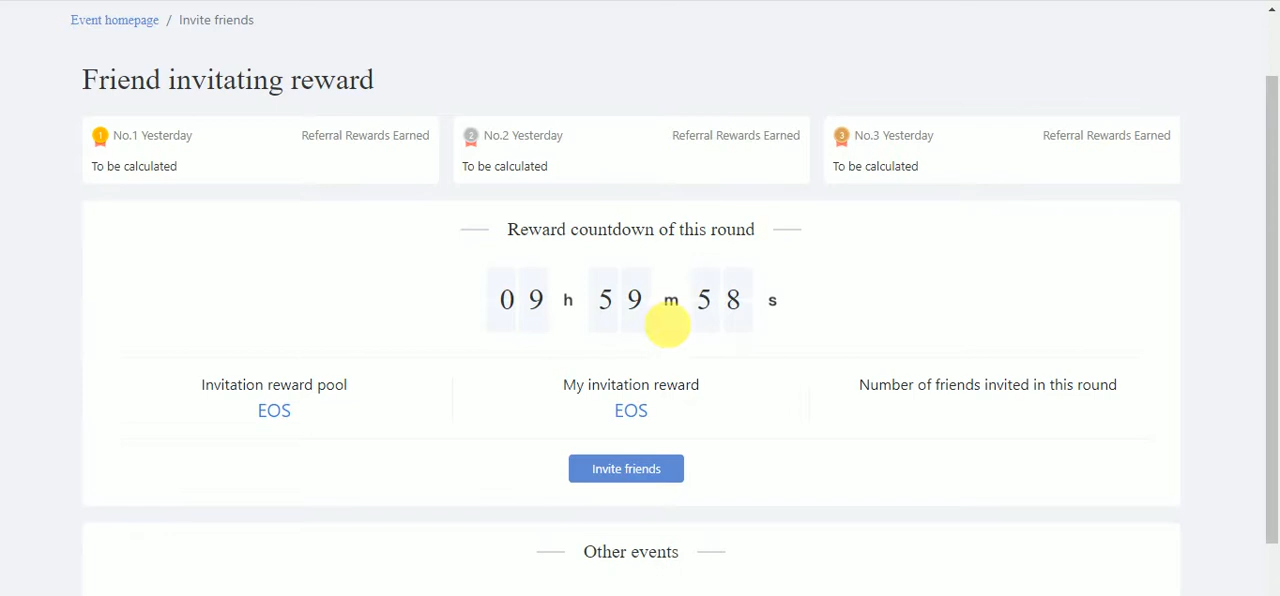 Event homepage / Invite friends
Friend invitating reward
1 No.1 Yesterday Referral Rewards Earned
To be calculated
2 No.2 Yesterday Referral Rewards Earned
To be calculated
3 No.3 Yesterday Referral Rewards Earned
To be calculated
Reward countdown of this round
09 h 59 m 58 s
Invitation reward pool
EOS
My invitation reward
EOS
Number of friends invited in this round
Invite friends
Other events